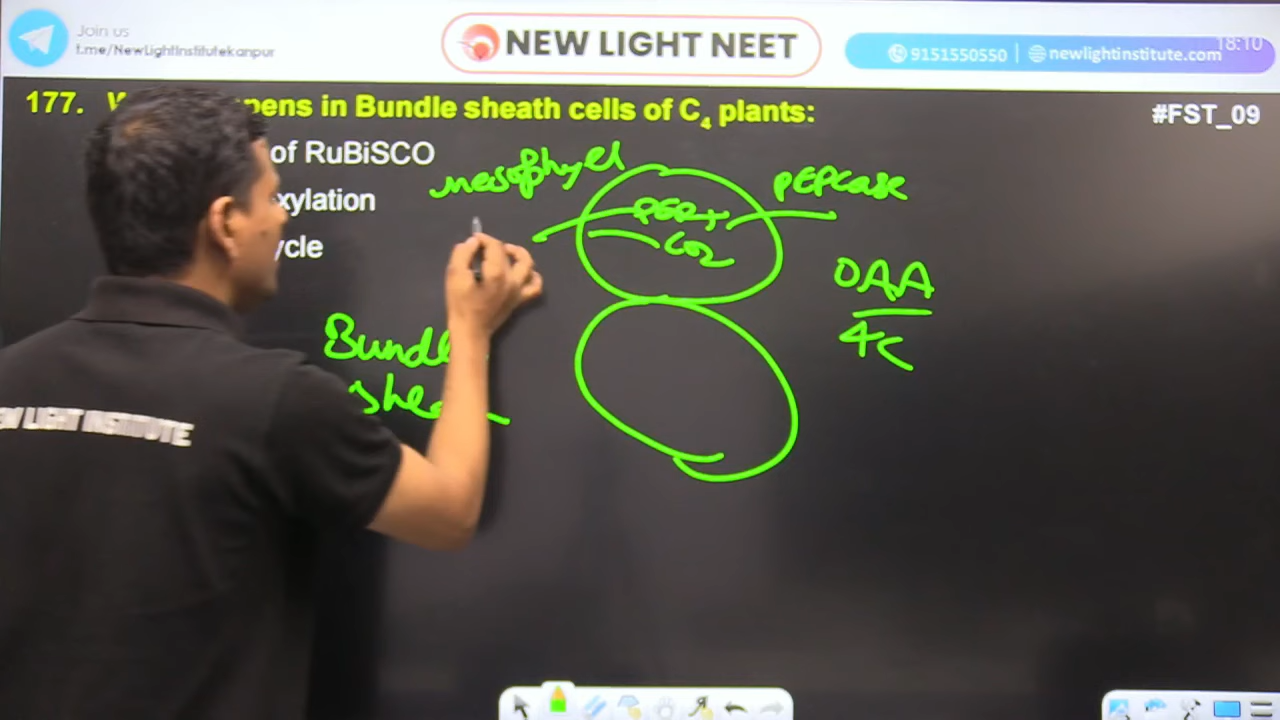 Join us
t.me/NewLightInstitutekanpur
NEW LIGHT NEET
9151550550 | newlightinstitute.com
18:10
177. pens in Bundle sheath cells of C4 plants:
#FST_09
of RuBiSCO
xylation
ycle
mesophyll
PEPcase
PEP+
CO2
OAA
4C
Bundle
shea
NEW LIGHT INSTITUTE